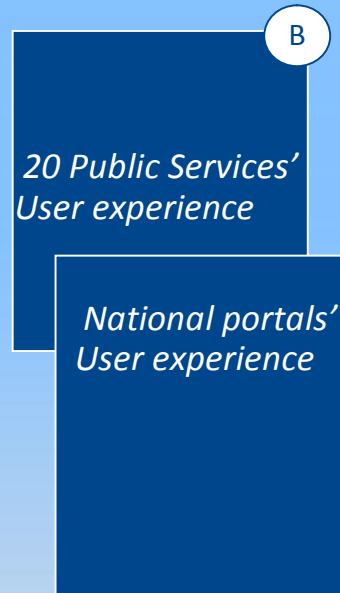 B
20 Public Services’
User experience
National portals’
User experience